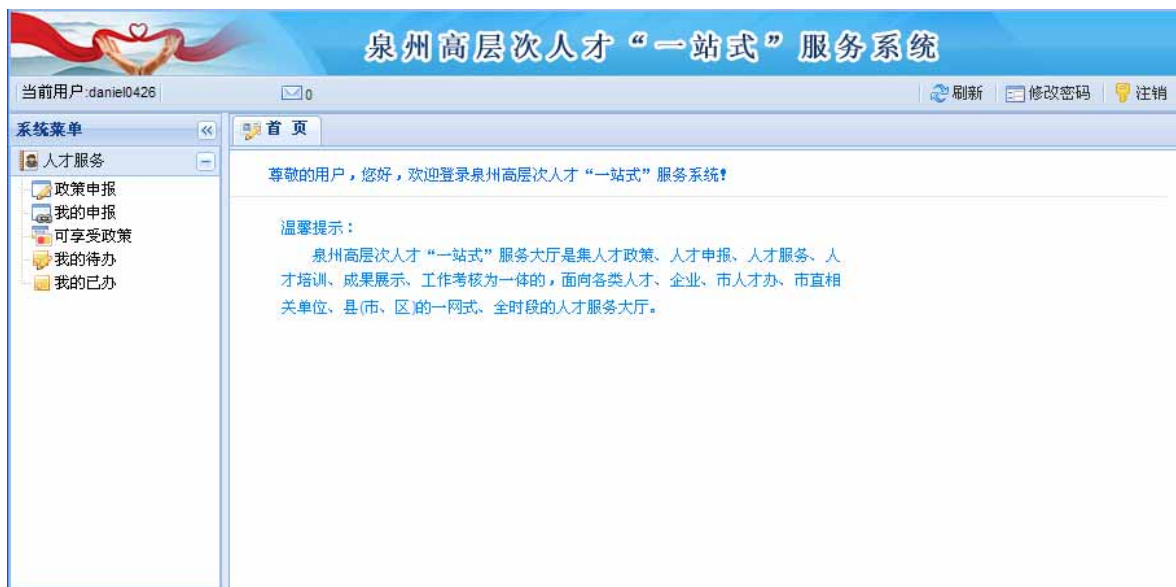 泉州高层次人才“一站式”服务系统
当前用户:daniel0426 0 刷新 修改密码 注销
系统菜单
首 页
人才服务
政策申报
我的申报
可享受政策
我的待办
我的已办
尊敬的用户，您好，欢迎登录泉州高层次人才“一站式”服务系统!
温馨提示：
泉州高层次人才“一站式”服务大厅是集人才政策、人才申报、人才服务、人
才培训、成果展示、工作考核为一体的，面向各类人才、企业、市人才办、市直相
关单位、县(市、区)的一网式、全时段的人才服务大厅。